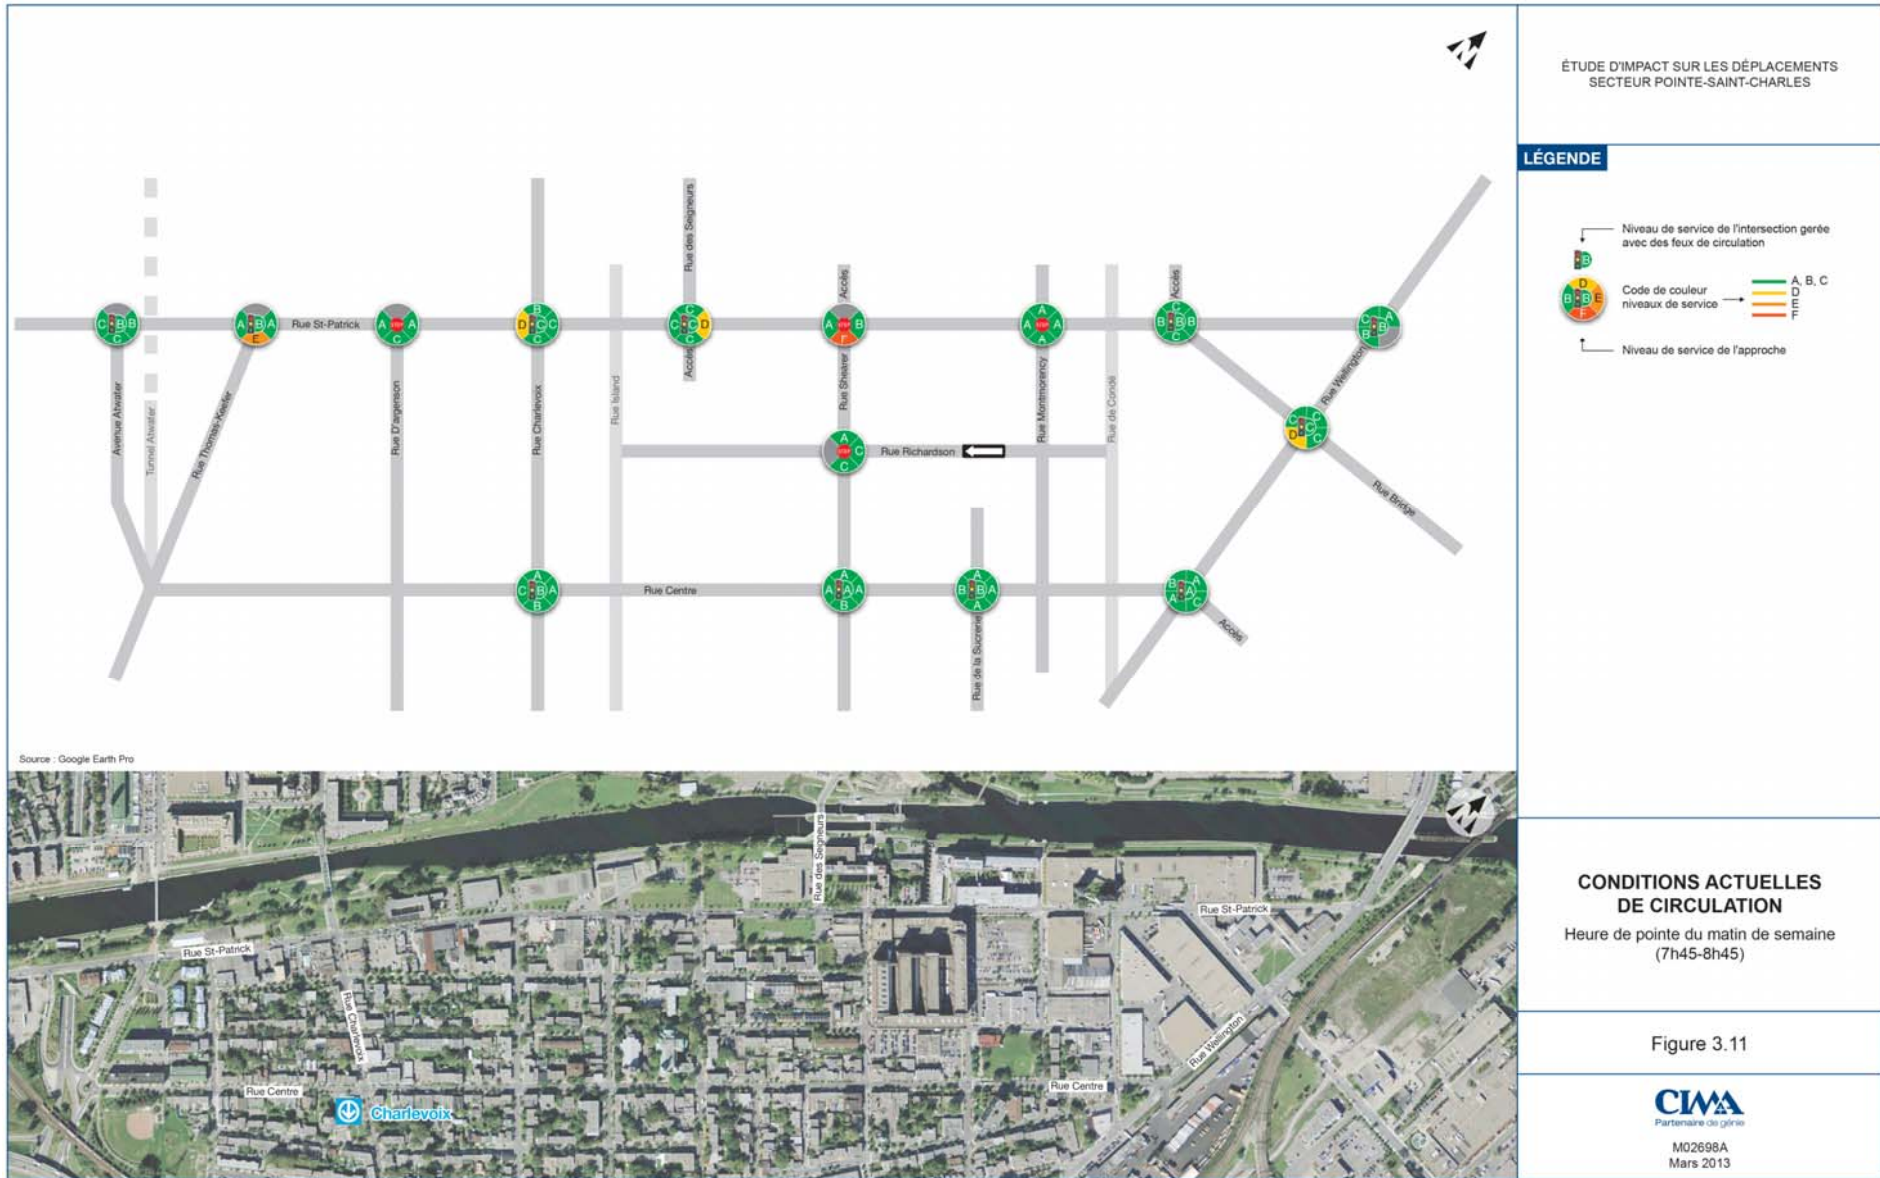 ÉTUDE D'IMPACT SUR LES DÉPLACEMENTS
SECTEUR POINTE-SAINT-CHARLES
LÉGENDE
Niveau de service de l'intersection gerée
avec des feux de circulation
B
D
B B E
F
Code de couleur
niveaux de service
A, B, C
D
E
F
Niveau de service de l'approche
Rue des Seigneurs
Accès
Accès
C B B
C
A B A
E
Rue St-Patrick
STOP
A A
C
B
D C C
C
C
C C D
C
STOP
A B
F
A
A STOP A
A
C
B B B
C
C A
B B
Avenue Atwater
Tunnel Atwater
Rue Thomas-Keefer
Rue D'argenson
Rue Charlevoix
Rue Island
Accès
Rue Shearer
Rue Montmorency
Rue de Condé
Rue Wellington
C C
D C C
A
STOP C
C
Rue Richardson
Rue Bridge
A
C B A
B
Rue Centre
A
A A A
B
A
B B A
A
B A
A A C
Rue de la Sucrerie
Accès
Source : Google Earth Pro
Rue des Seigneurs
Rue St-Patrick
Rue St-Patrick
Rue Charlevoix
Rue Wellington
Rue Centre
Rue Centre
Charlevoix
CONDITIONS ACTUELLES
DE CIRCULATION
Heure de pointe du matin de semaine
(7h45-8h45)
Figure 3.11
CIMA
Partenaire de génie
M02698A
Mars 2013